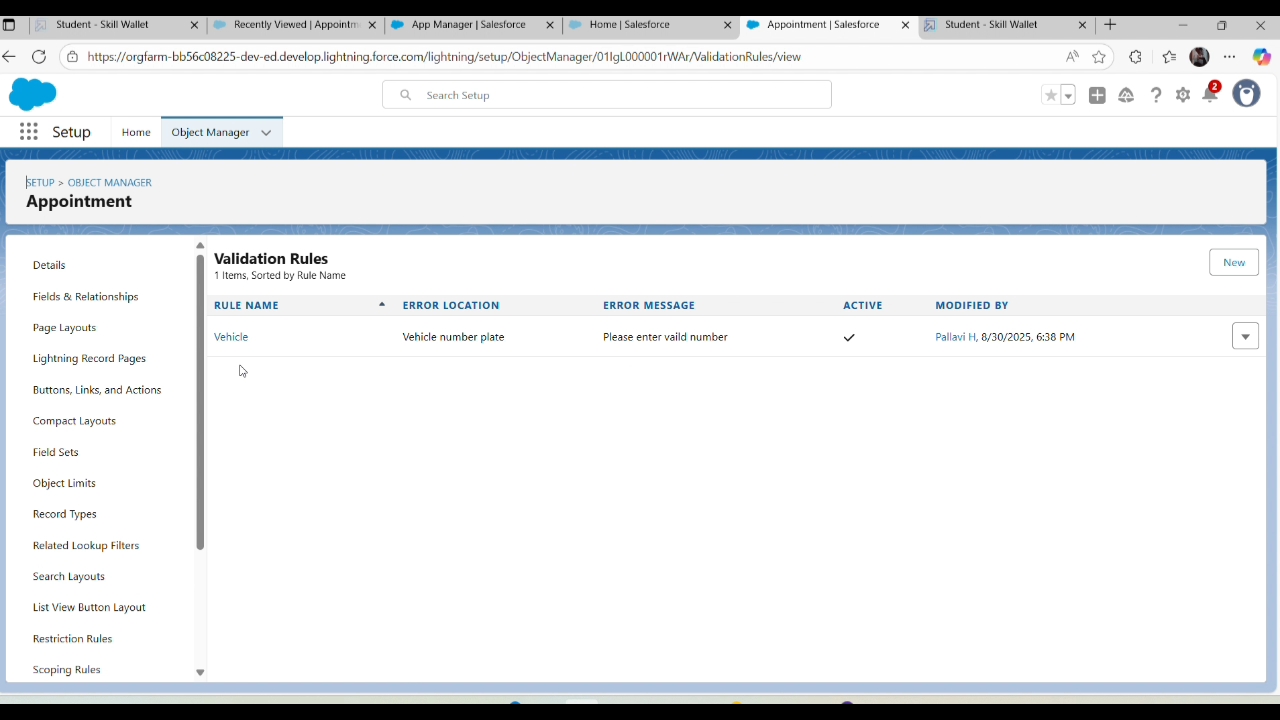 Student - Skill Wallet
Recently Viewed | Appointm
App Manager | Salesforce
Home | Salesforce
Appointment | Salesforce
Student - Skill Wallet
https://orgfarm-bb56c08225-dev-ed.develop.lightning.force.com/lightning/setup/ObjectManager/01IgL000001rWAr/ValidationRules/view
Search Setup
2
Setup
Home
Object Manager
SETUP > OBJECT MANAGER
Appointment
Details
Fields & Relationships
Page Layouts
Lightning Record Pages
Buttons, Links, and Actions
Compact Layouts
Field Sets
Object Limits
Record Types
Related Lookup Filters
Search Layouts
List View Button Layout
Restriction Rules
Scoping Rules
Validation Rules
1 Items, Sorted by Rule Name
New
RULE NAME ERROR LOCATION ERROR MESSAGE ACTIVE MODIFIED BY
Vehicle Vehicle number plate Please enter vaild number Pallavi H, 8/30/2025, 6:38 PM